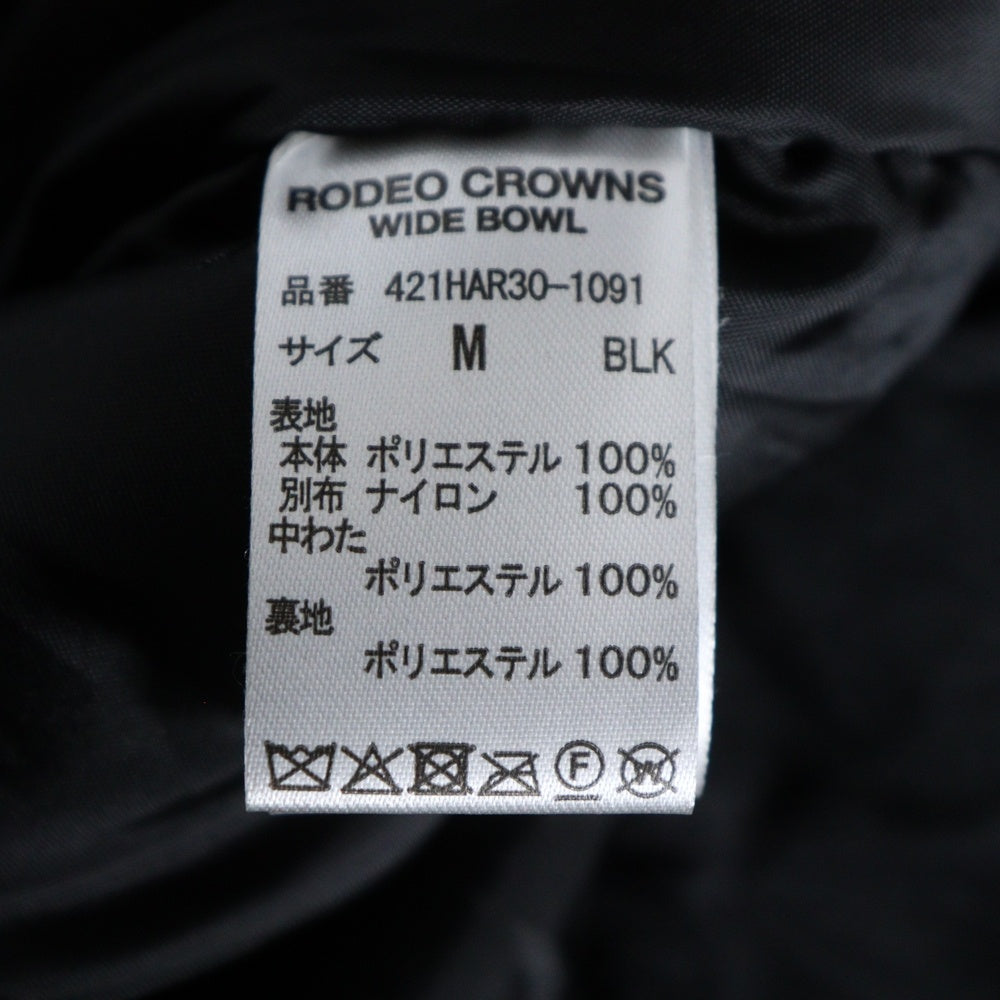 RODEO CROWNS
WIDE BOWL
品番 421HAR30-1091
サイズ M BLK
表地
本体 ポリエステル 100%
別布 ナイロン 100%
中わた
ポリエステル 100%
裏地
ポリエステル 100%
F W